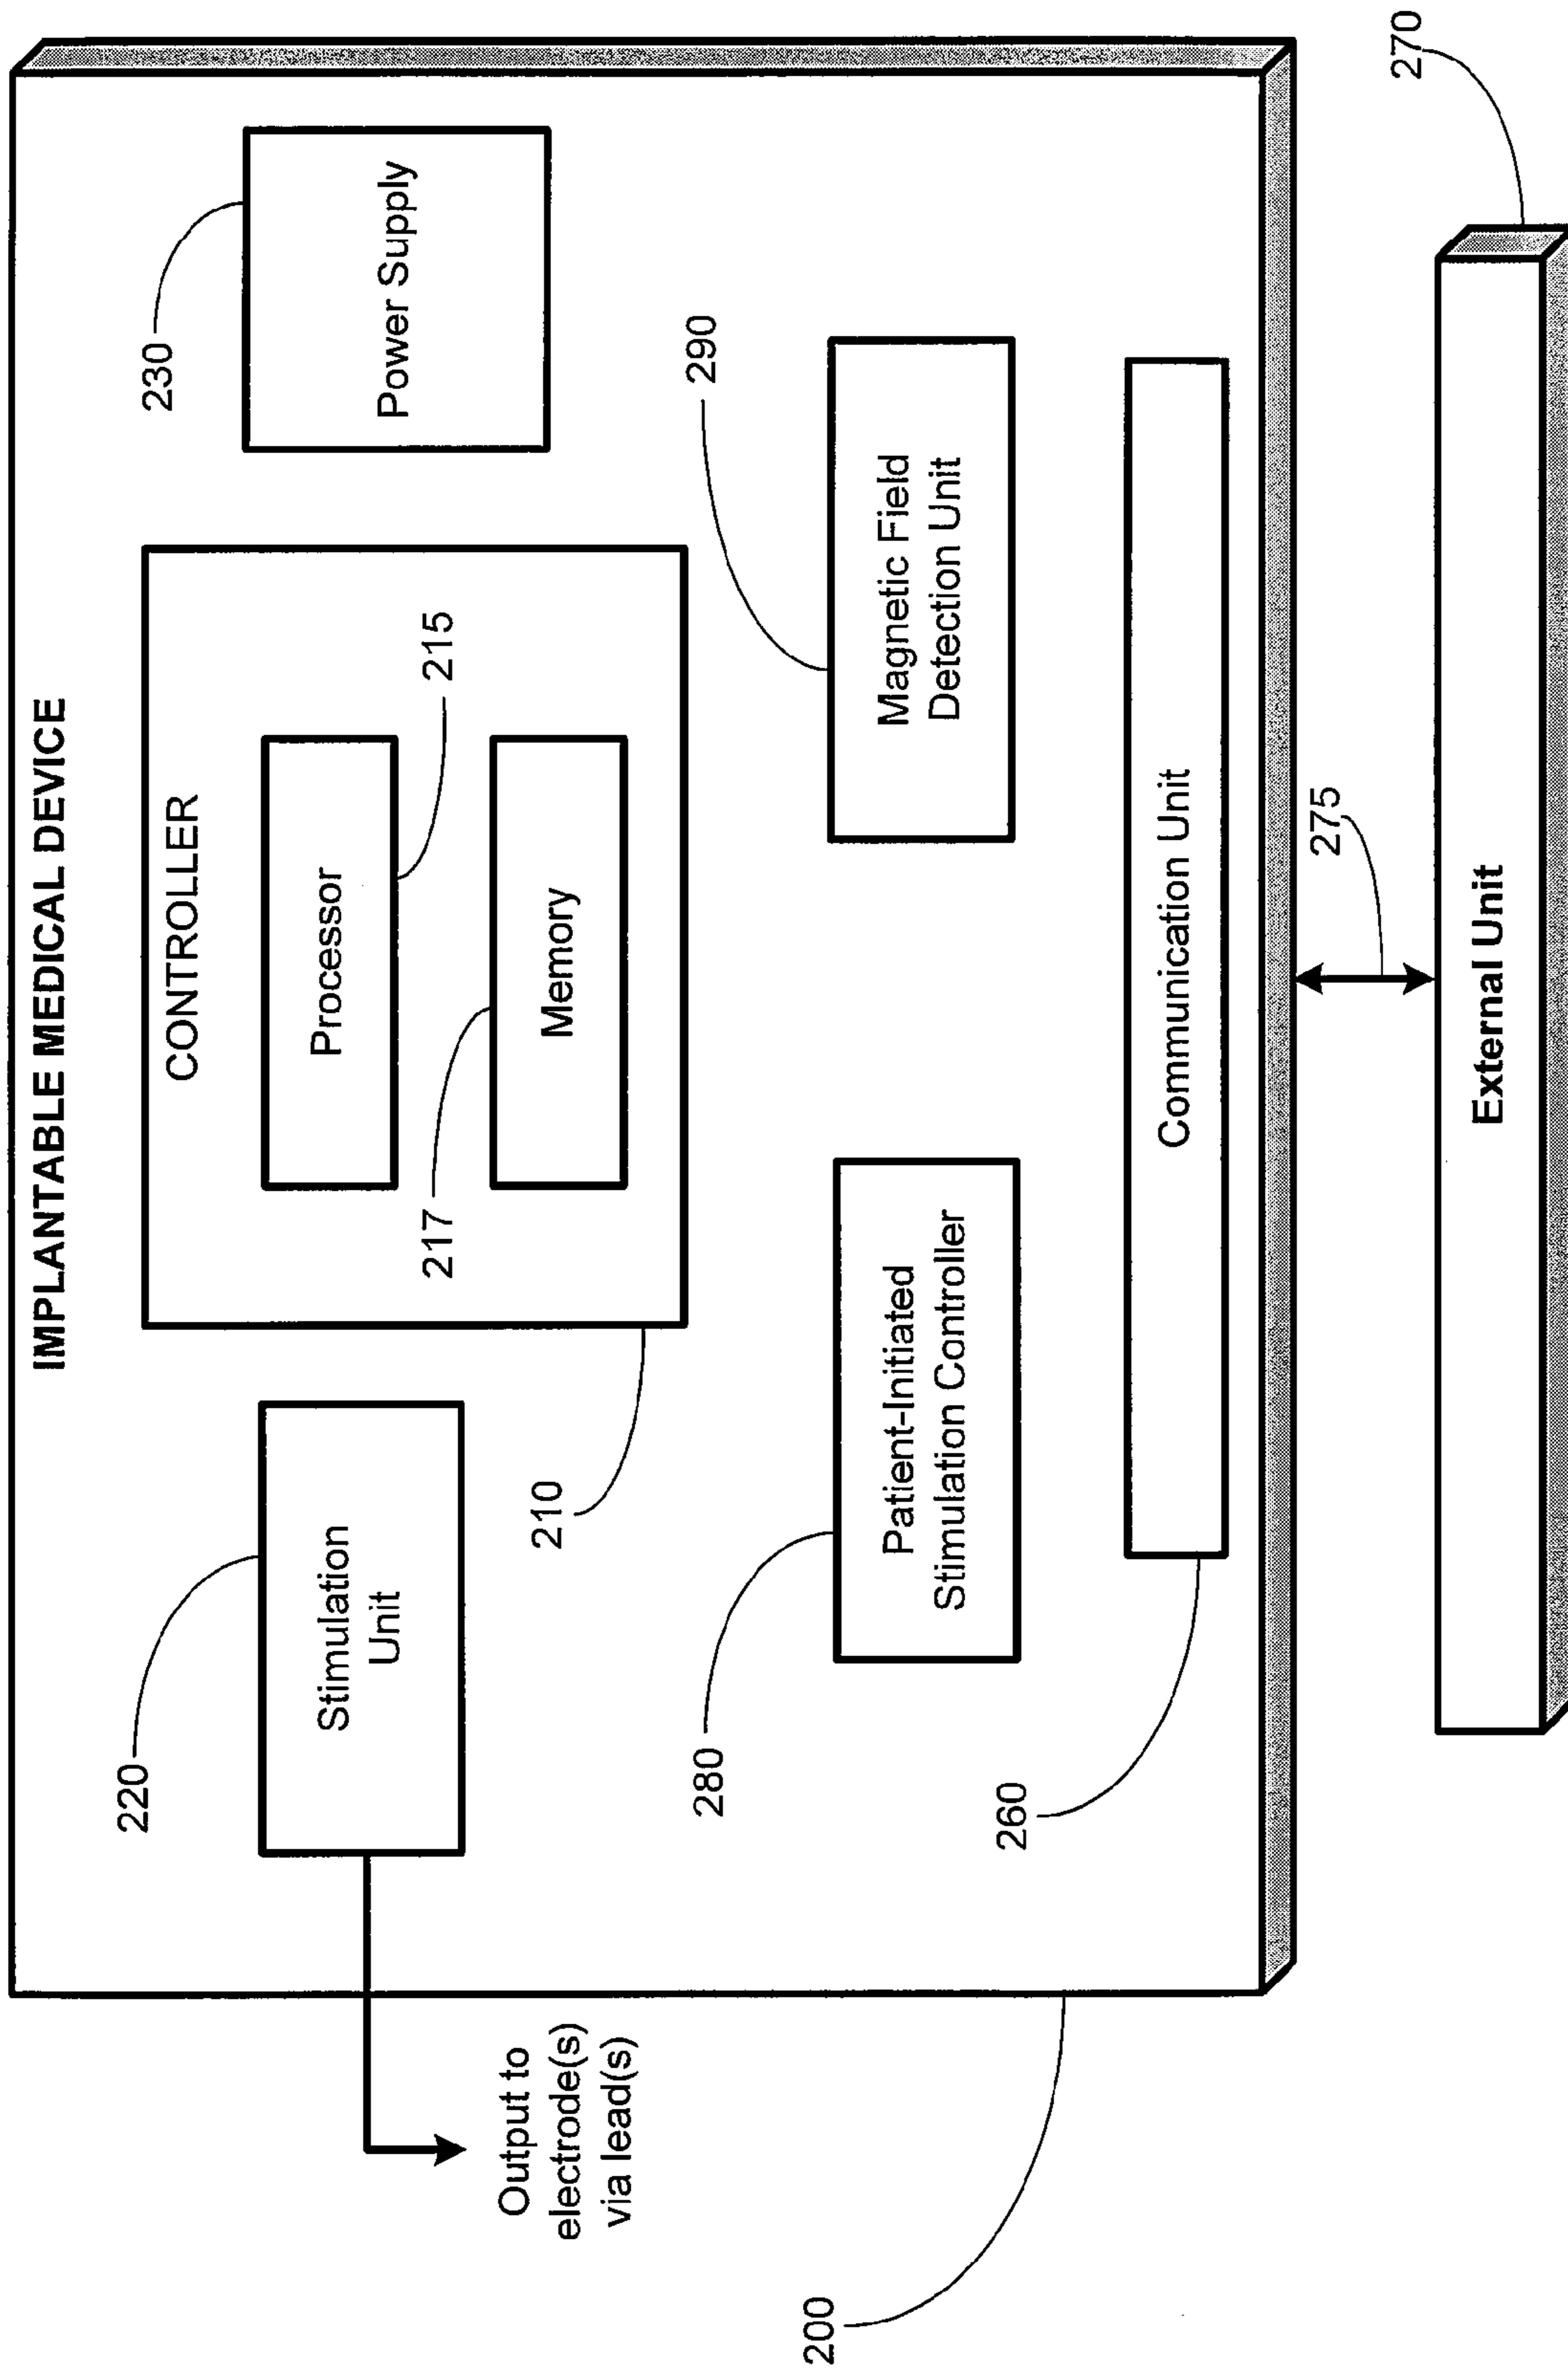 IMPLANTABLE MEDICAL DEVICE
220
Stimulation
Unit
Output to
electrode(s)
via lead(s)
210
CONTROLLER
Processor
215
217
Memory
230
Power Supply
280
Patient-Initiated
Stimulation Controller
290
Magnetic Field
Detection Unit
260
Communication Unit
200
275
External Unit
270